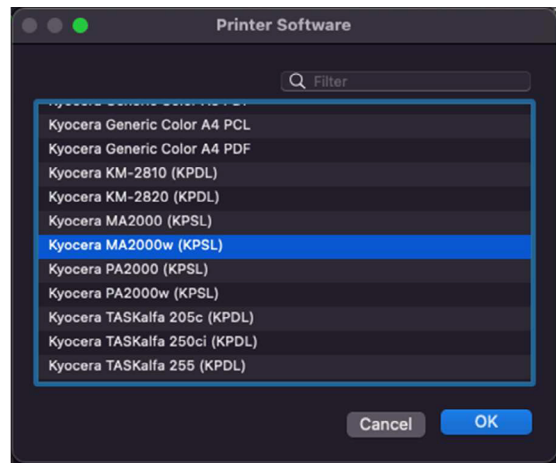 Printer Software
Filter
Kyocera Generic Color A4 PCL
Kyocera Generic Color A4 PDF
Kyocera KM-2810 (KPDL)
Kyocera KM-2820 (KPDL)
Kyocera MA2000 (KPSL)
Kyocera MA2000w (KPSL)
Kyocera PA2000 (KPSL)
Kyocera PA2000w (KPSL)
Kyocera TASKalfa 205c (KPDL)
Kyocera TASKalfa 250ci (KPDL)
Kyocera TASKalfa 255 (KPDL)
Cancel
OK